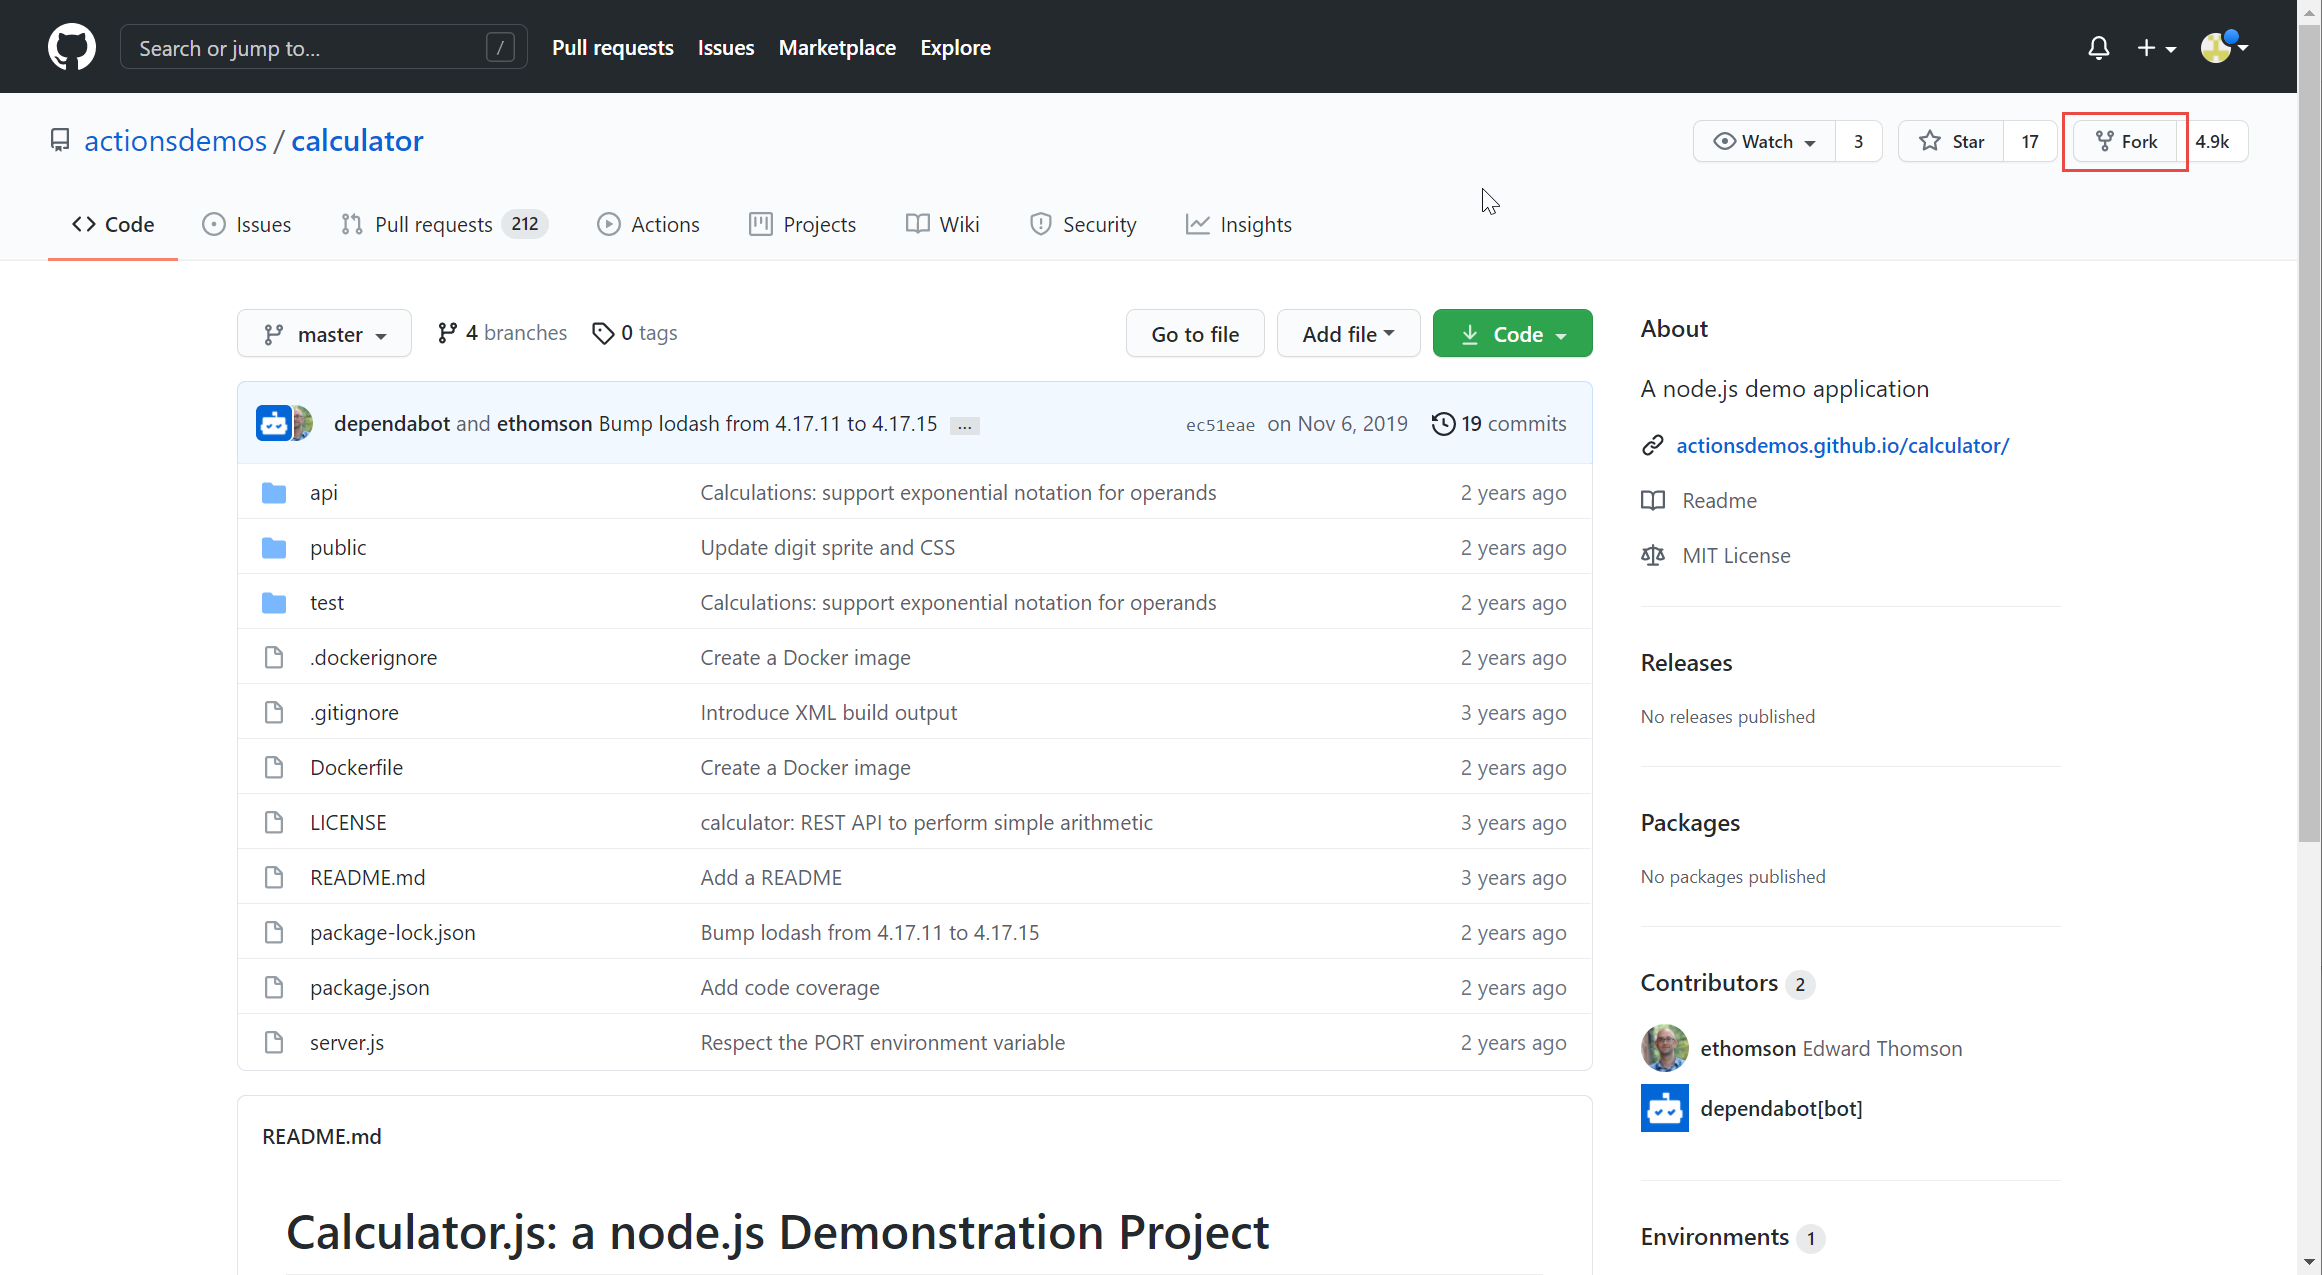 Search or jump to... /
Pull requests Issues Marketplace Explore
actionsdemos / calculator
Watch 3 Star 17 Fork 4.9k
Code Issues Pull requests 212 Actions Projects Wiki Security Insights
master 4 branches 0 tags Go to file Add file Code
dependabot and ethomson Bump lodash from 4.17.11 to 4.17.15 ... ec51eae on Nov 6, 2019 19 commits
api Calculations: support exponential notation for operands 2 years ago
public Update digit sprite and CSS 2 years ago
test Calculations: support exponential notation for operands 2 years ago
.dockerignore Create a Docker image 2 years ago
.gitignore Introduce XML build output 3 years ago
Dockerfile Create a Docker image 2 years ago
LICENSE calculator: REST API to perform simple arithmetic 3 years ago
README.md Add a README 3 years ago
package-lock.json Bump lodash from 4.17.11 to 4.17.15 2 years ago
package.json Add code coverage 2 years ago
server.js Respect the PORT environment variable 2 years ago
README.md
Calculator.js: a node.js Demonstration Project
About
A node.js demo application
actionsdemos.github.io/calculator/
Readme
MIT License
Releases
No releases published
Packages
No packages published
Contributors 2
ethomson Edward Thomson
dependabot[bot]
Environments 1